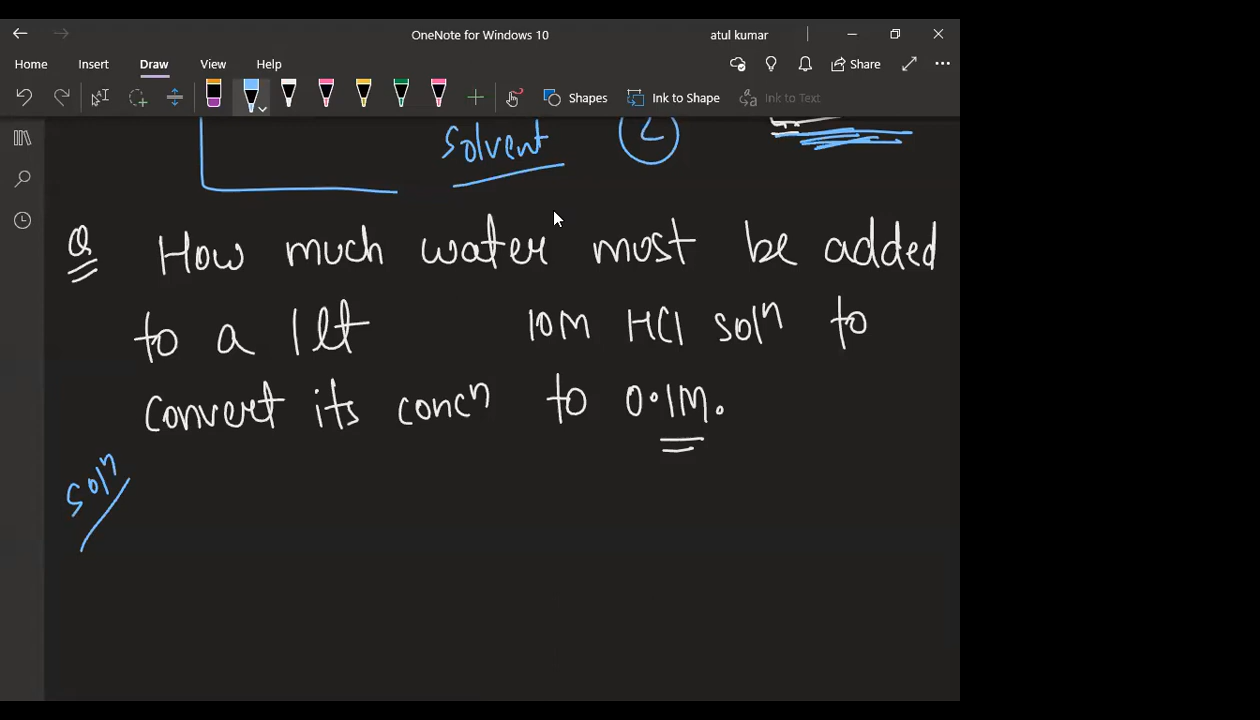 OneNote for Windows 10
atul kumar
Home Insert Draw View Help
Share
Shapes
Ink to Shape
Ink to Text
Solvent
Q How much water must be added
to a 1 lt 10M HCl solⁿ to
convert its concⁿ to 0.1M.
Solⁿ